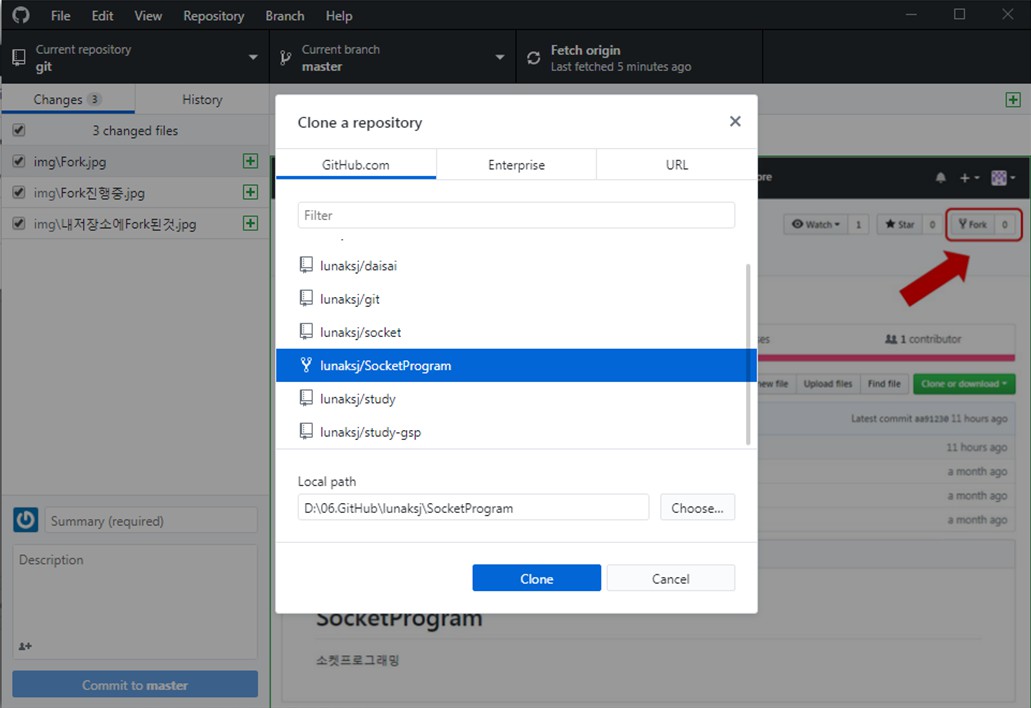 File Edit View Repository Branch Help
Current repository
git
Current branch
master
Fetch origin
Last fetched 5 minutes ago
Changes 3 History
3 changed files
img\Fork.jpg
img\Fork진행중.jpg
img\내저장소에Fork된것.jpg
Summary (required)
Description
Commit to master
Clone a repository
GitHub.com Enterprise URL
Filter
lunaksj/daisai
lunaksj/git
lunaksj/socket
lunaksj/SocketProgram
lunaksj/study
lunaksj/study-gsp
Local path
D:\06.GitHub\lunaksj\SocketProgram Choose...
Clone Cancel
Watch 1 Star 0 Fork 0
1 contributor
Upload files Find file Clone or download
Latest commit aa91230 11 hours ago
11 hours ago
a month ago
a month ago
a month ago
SocketProgram
소켓프로그래밍